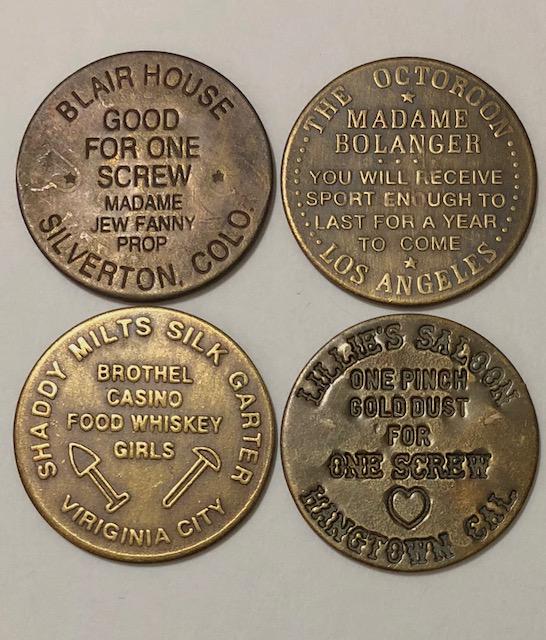 BLAIR HOUSE
GOOD
FOR ONE
SCREW
MADAME
JEW FANNY
PROP
SILVERTON, COLO.
THE OCTOROON
MADAME
BOLANGER
YOU WILL RECEIVE
SPORT ENOUGH TO
LAST FOR A YEAR
TO COME
LOS ANGELES
SHADDY MILTS SILK GARTER
BROTHEL
CASINO
FOOD WHISKEY
GIRLS
VIRIGINIA CITY
LILLIE'S SALOON
ONE PINCH
GOLD DUST
FOR
ONE SCREW
HANGTOWN CAL